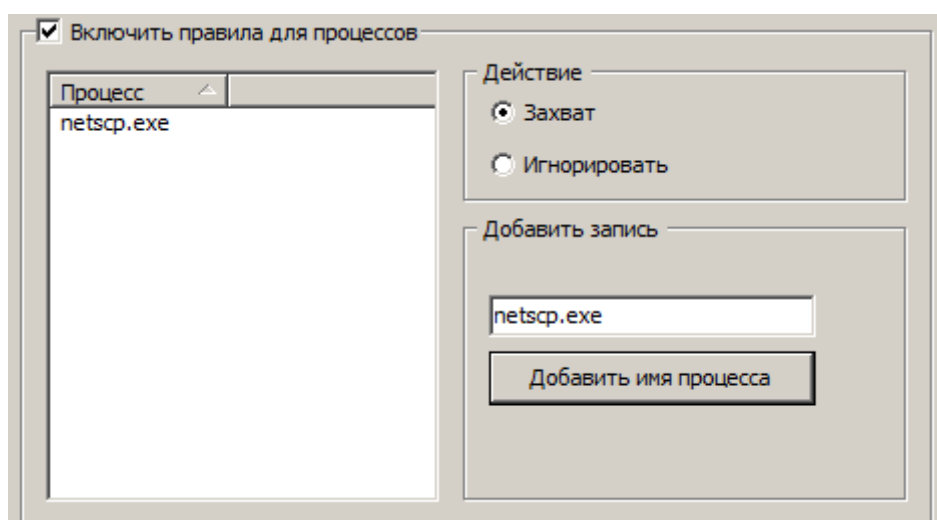 Включить правила для процессов
Процесс
netscp.exe
Действие
Захват
Игнорировать
Добавить запись
netscp.exe
Добавить имя процесса